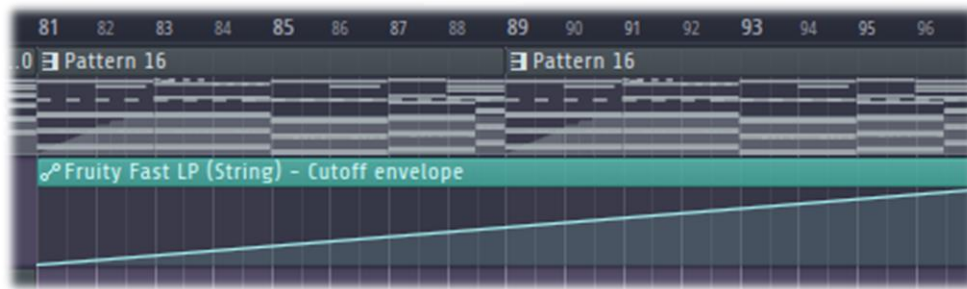 81 82 83 84 85 86 87 88 89 90 91 92 93 94 95 96
.0 Pattern 16 Pattern 16
Fruity Fast LP (String) - Cutoff envelope